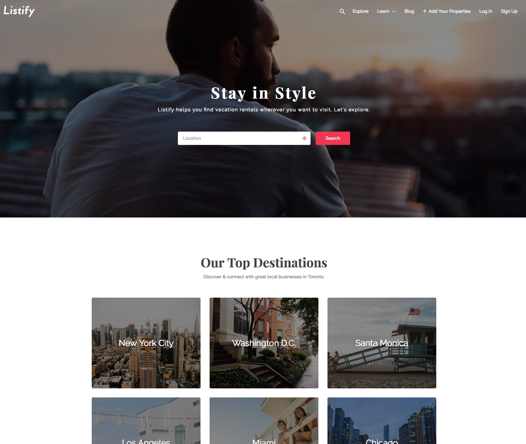 Listify
Explore
Learn
Blog
+ Add Your Properties
Log In
Sign Up
Stay in Style
Listify helps you find vacation rentals wherever you want to visit. Let's explore.
Location
Search
Our Top Destinations
Discover & connect with great local businesses in Toronto
New York City
Washington D.C.
Santa Monica
Los Angeles
Miami
Chicago